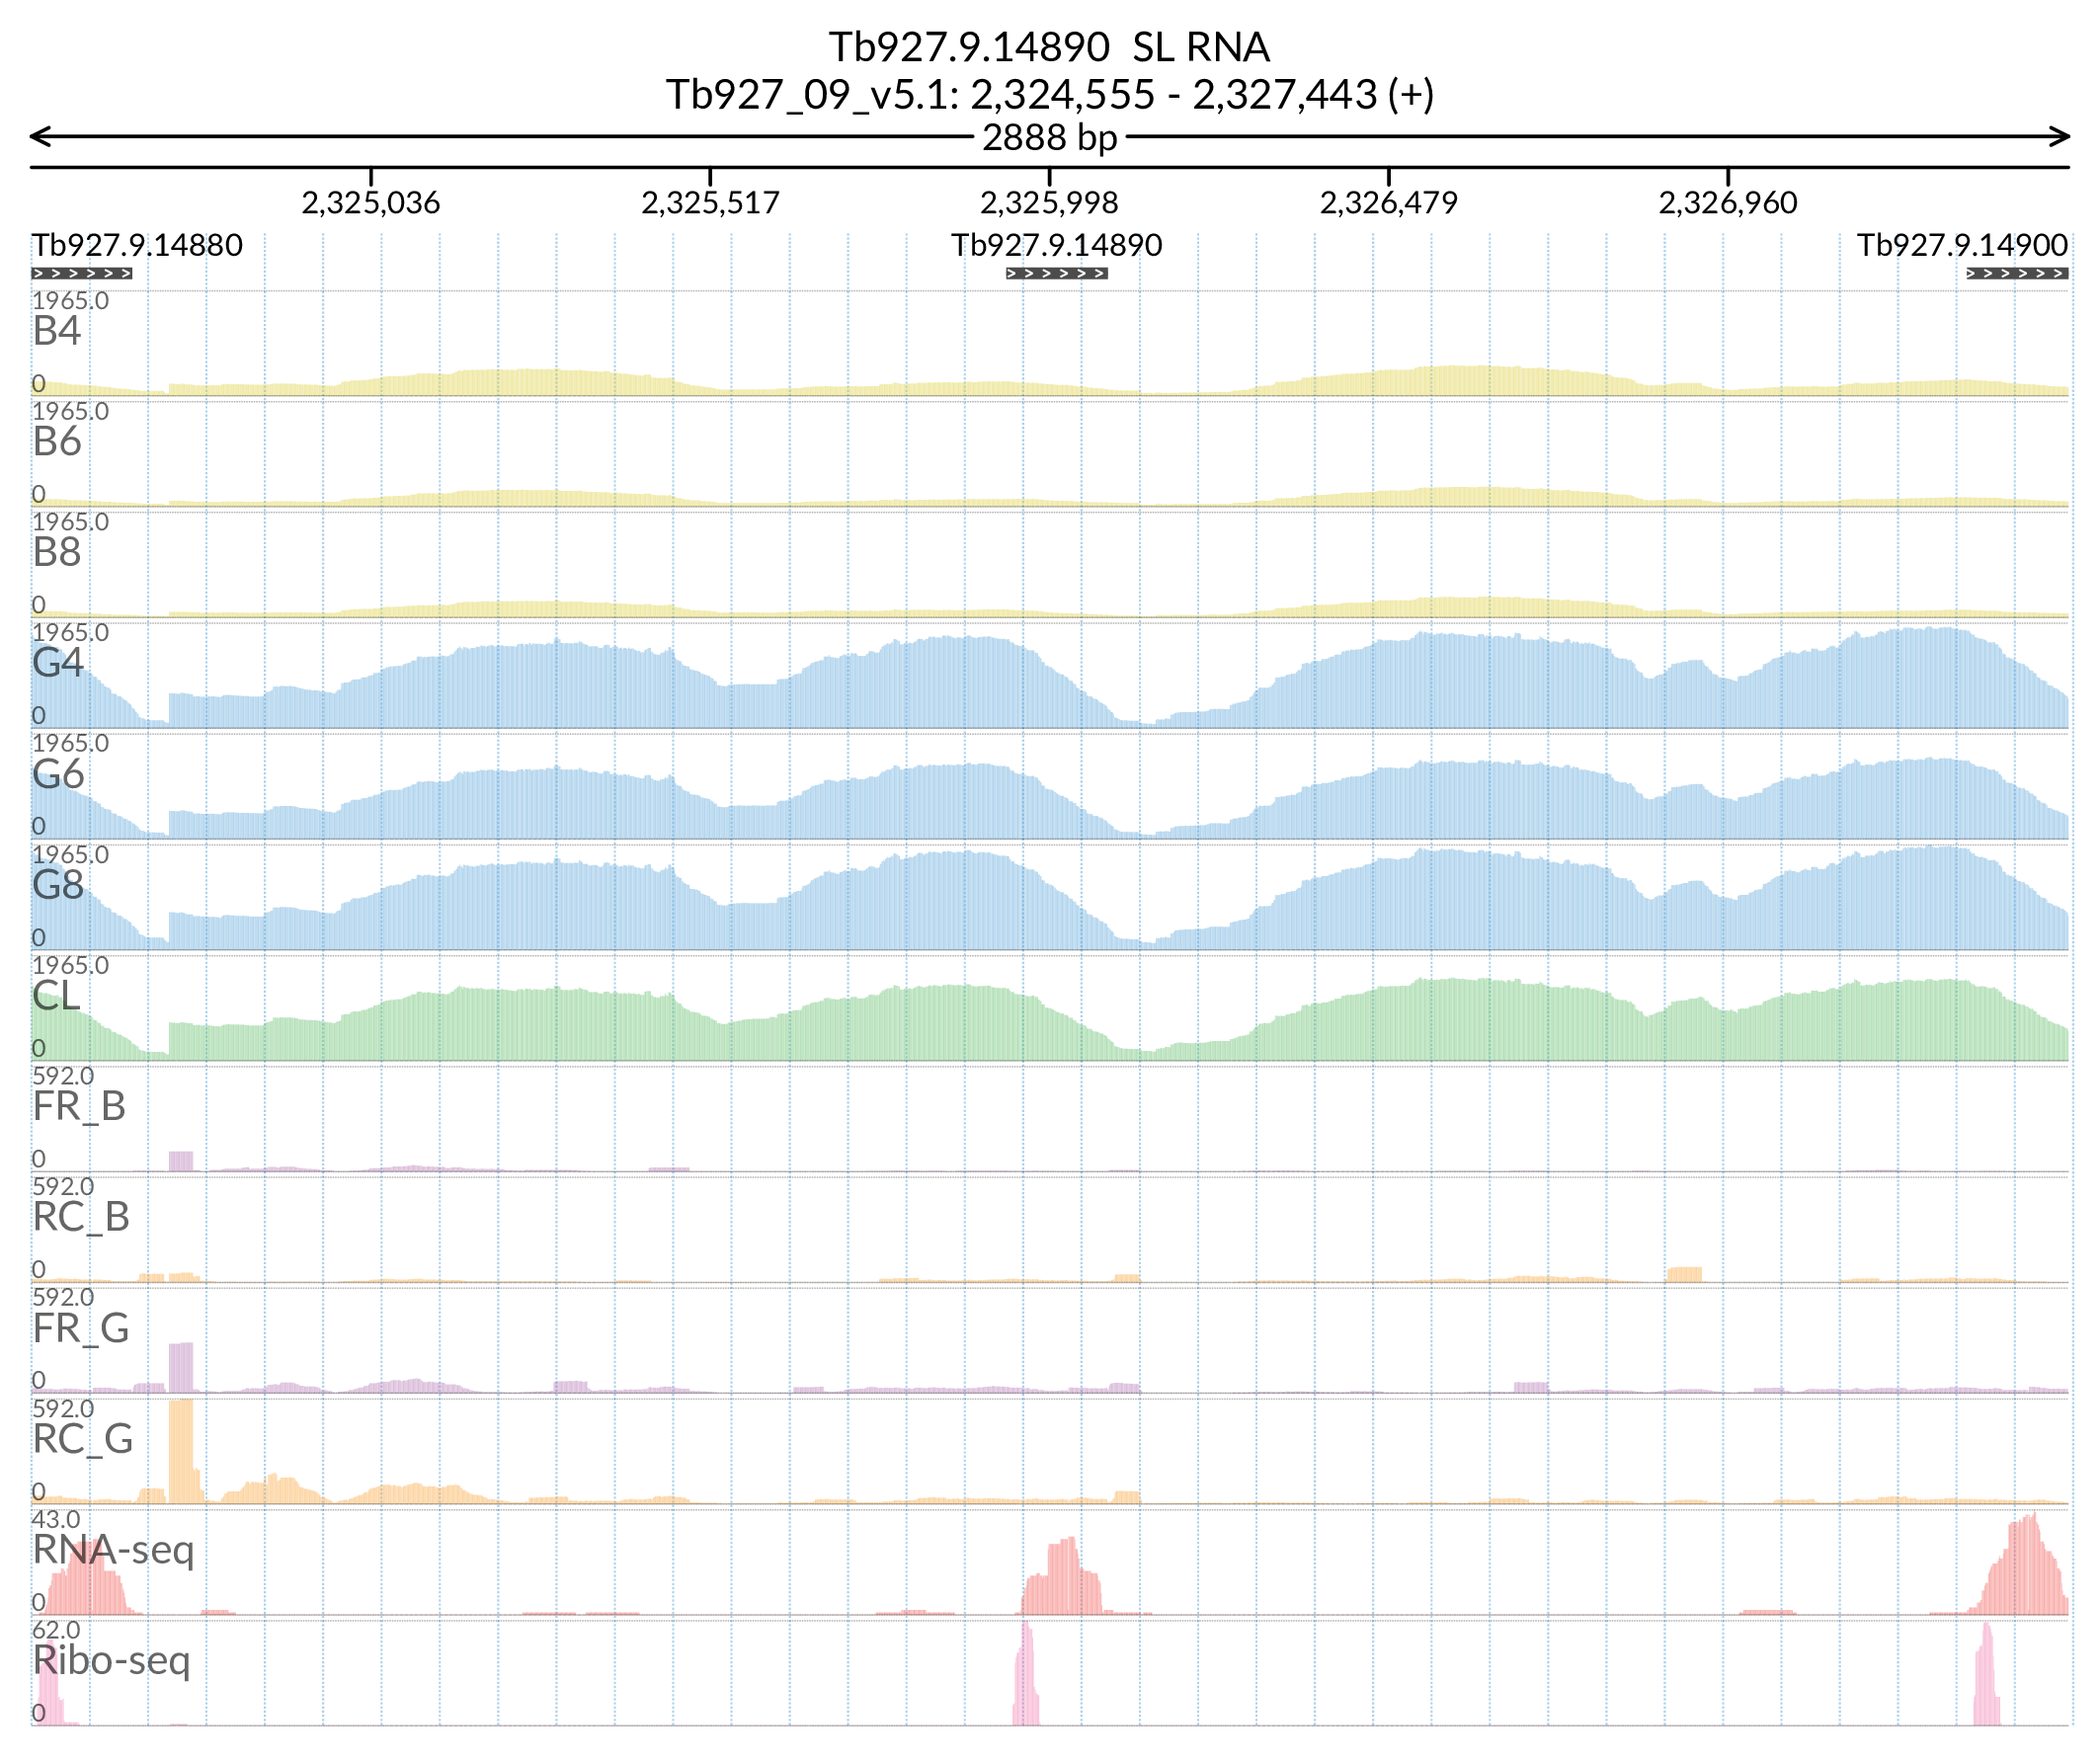 Tb927.9.14890 SL RNA
Tb927_09_v5.1: 2,324,555 - 2,327,443 (+)
2888 bp
2,325,036 2,325,517 2,325,998 2,326,479 2,326,960
Tb927.9.14880 Tb927.9.14890 Tb927.9.14900
1965.0
B4
0
1965.0
B6
0
1965.0
B8
0
1965.0
G4
0
1965.0
G6
0
1965.0
G8
0
1965.0
CL
0
592.0
FR_B
0
592.0
RC_B
0
592.0
FR_G
0
592.0
RC_G
0
43.0
RNA-seq
0
62.0
Ribo-seq
0